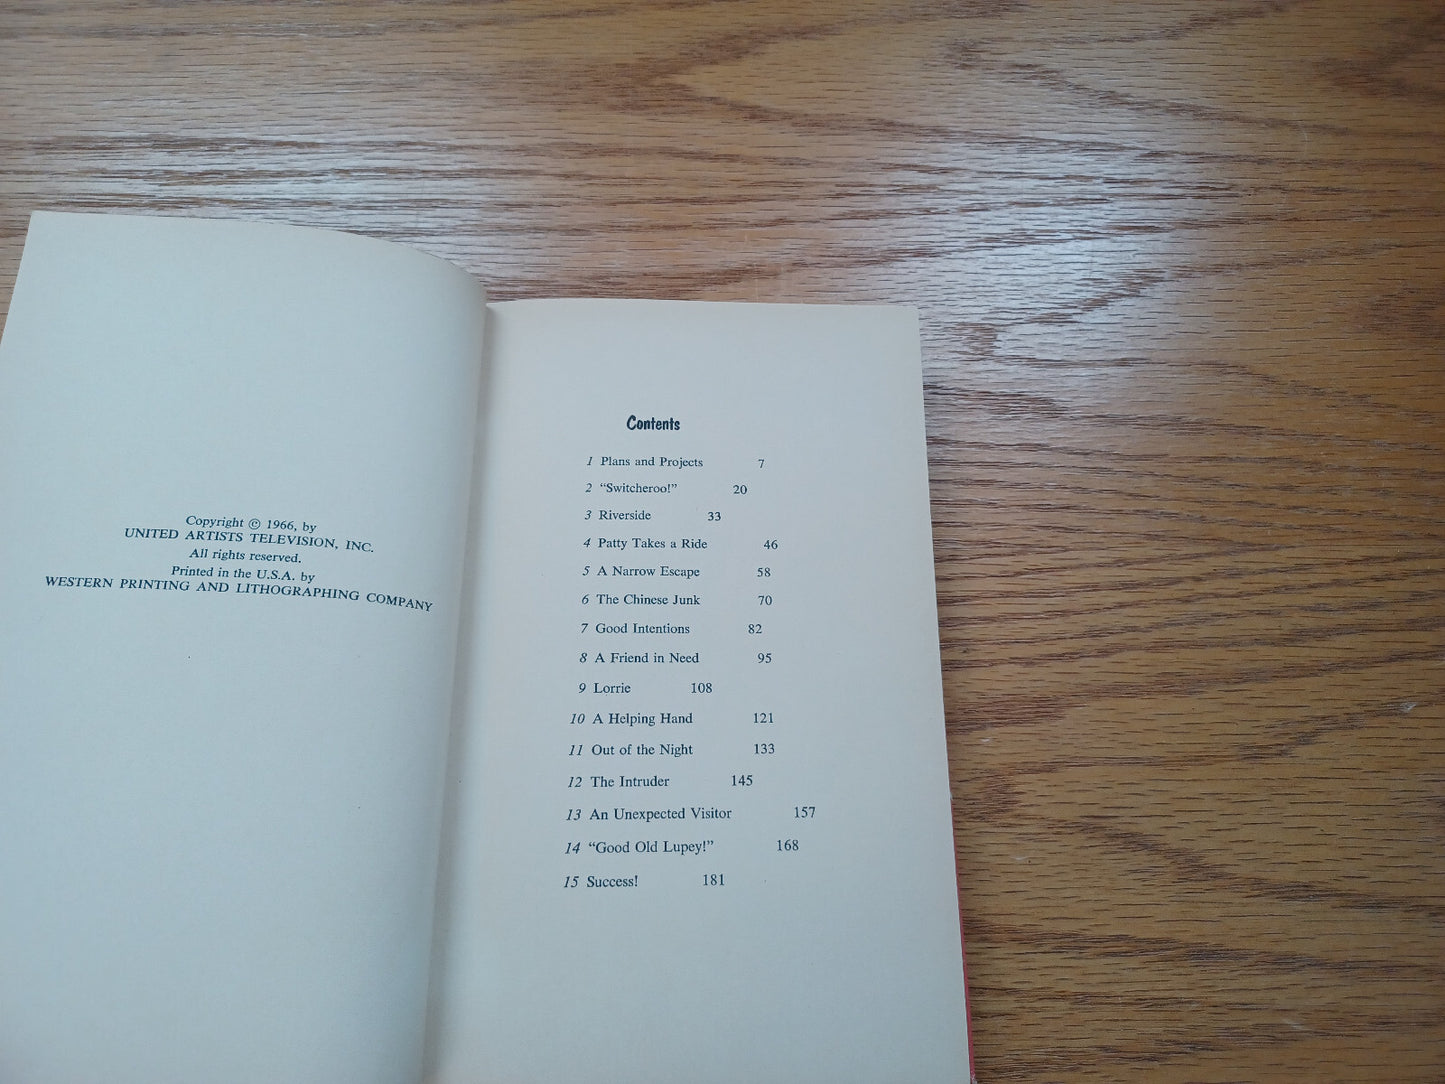 Copyright © 1966, by
UNITED ARTISTS TELEVISION, INC.
All rights reserved.
Printed in the U.S.A. by
WESTERN PRINTING AND LITHOGRAPHING COMPANY
Contents
1 Plans and Projects 7
2 “Switcheroo!” 20
3 Riverside 33
4 Patty Takes a Ride 46
5 A Narrow Escape 58
6 The Chinese Junk 70
7 Good Intentions 82
8 A Friend in Need 95
9 Lorrie 108
10 A Helping Hand 121
11 Out of the Night 133
12 The Intruder 145
13 An Unexpected Visitor 157
14 “Good Old Lupey!” 168
15 Success! 181